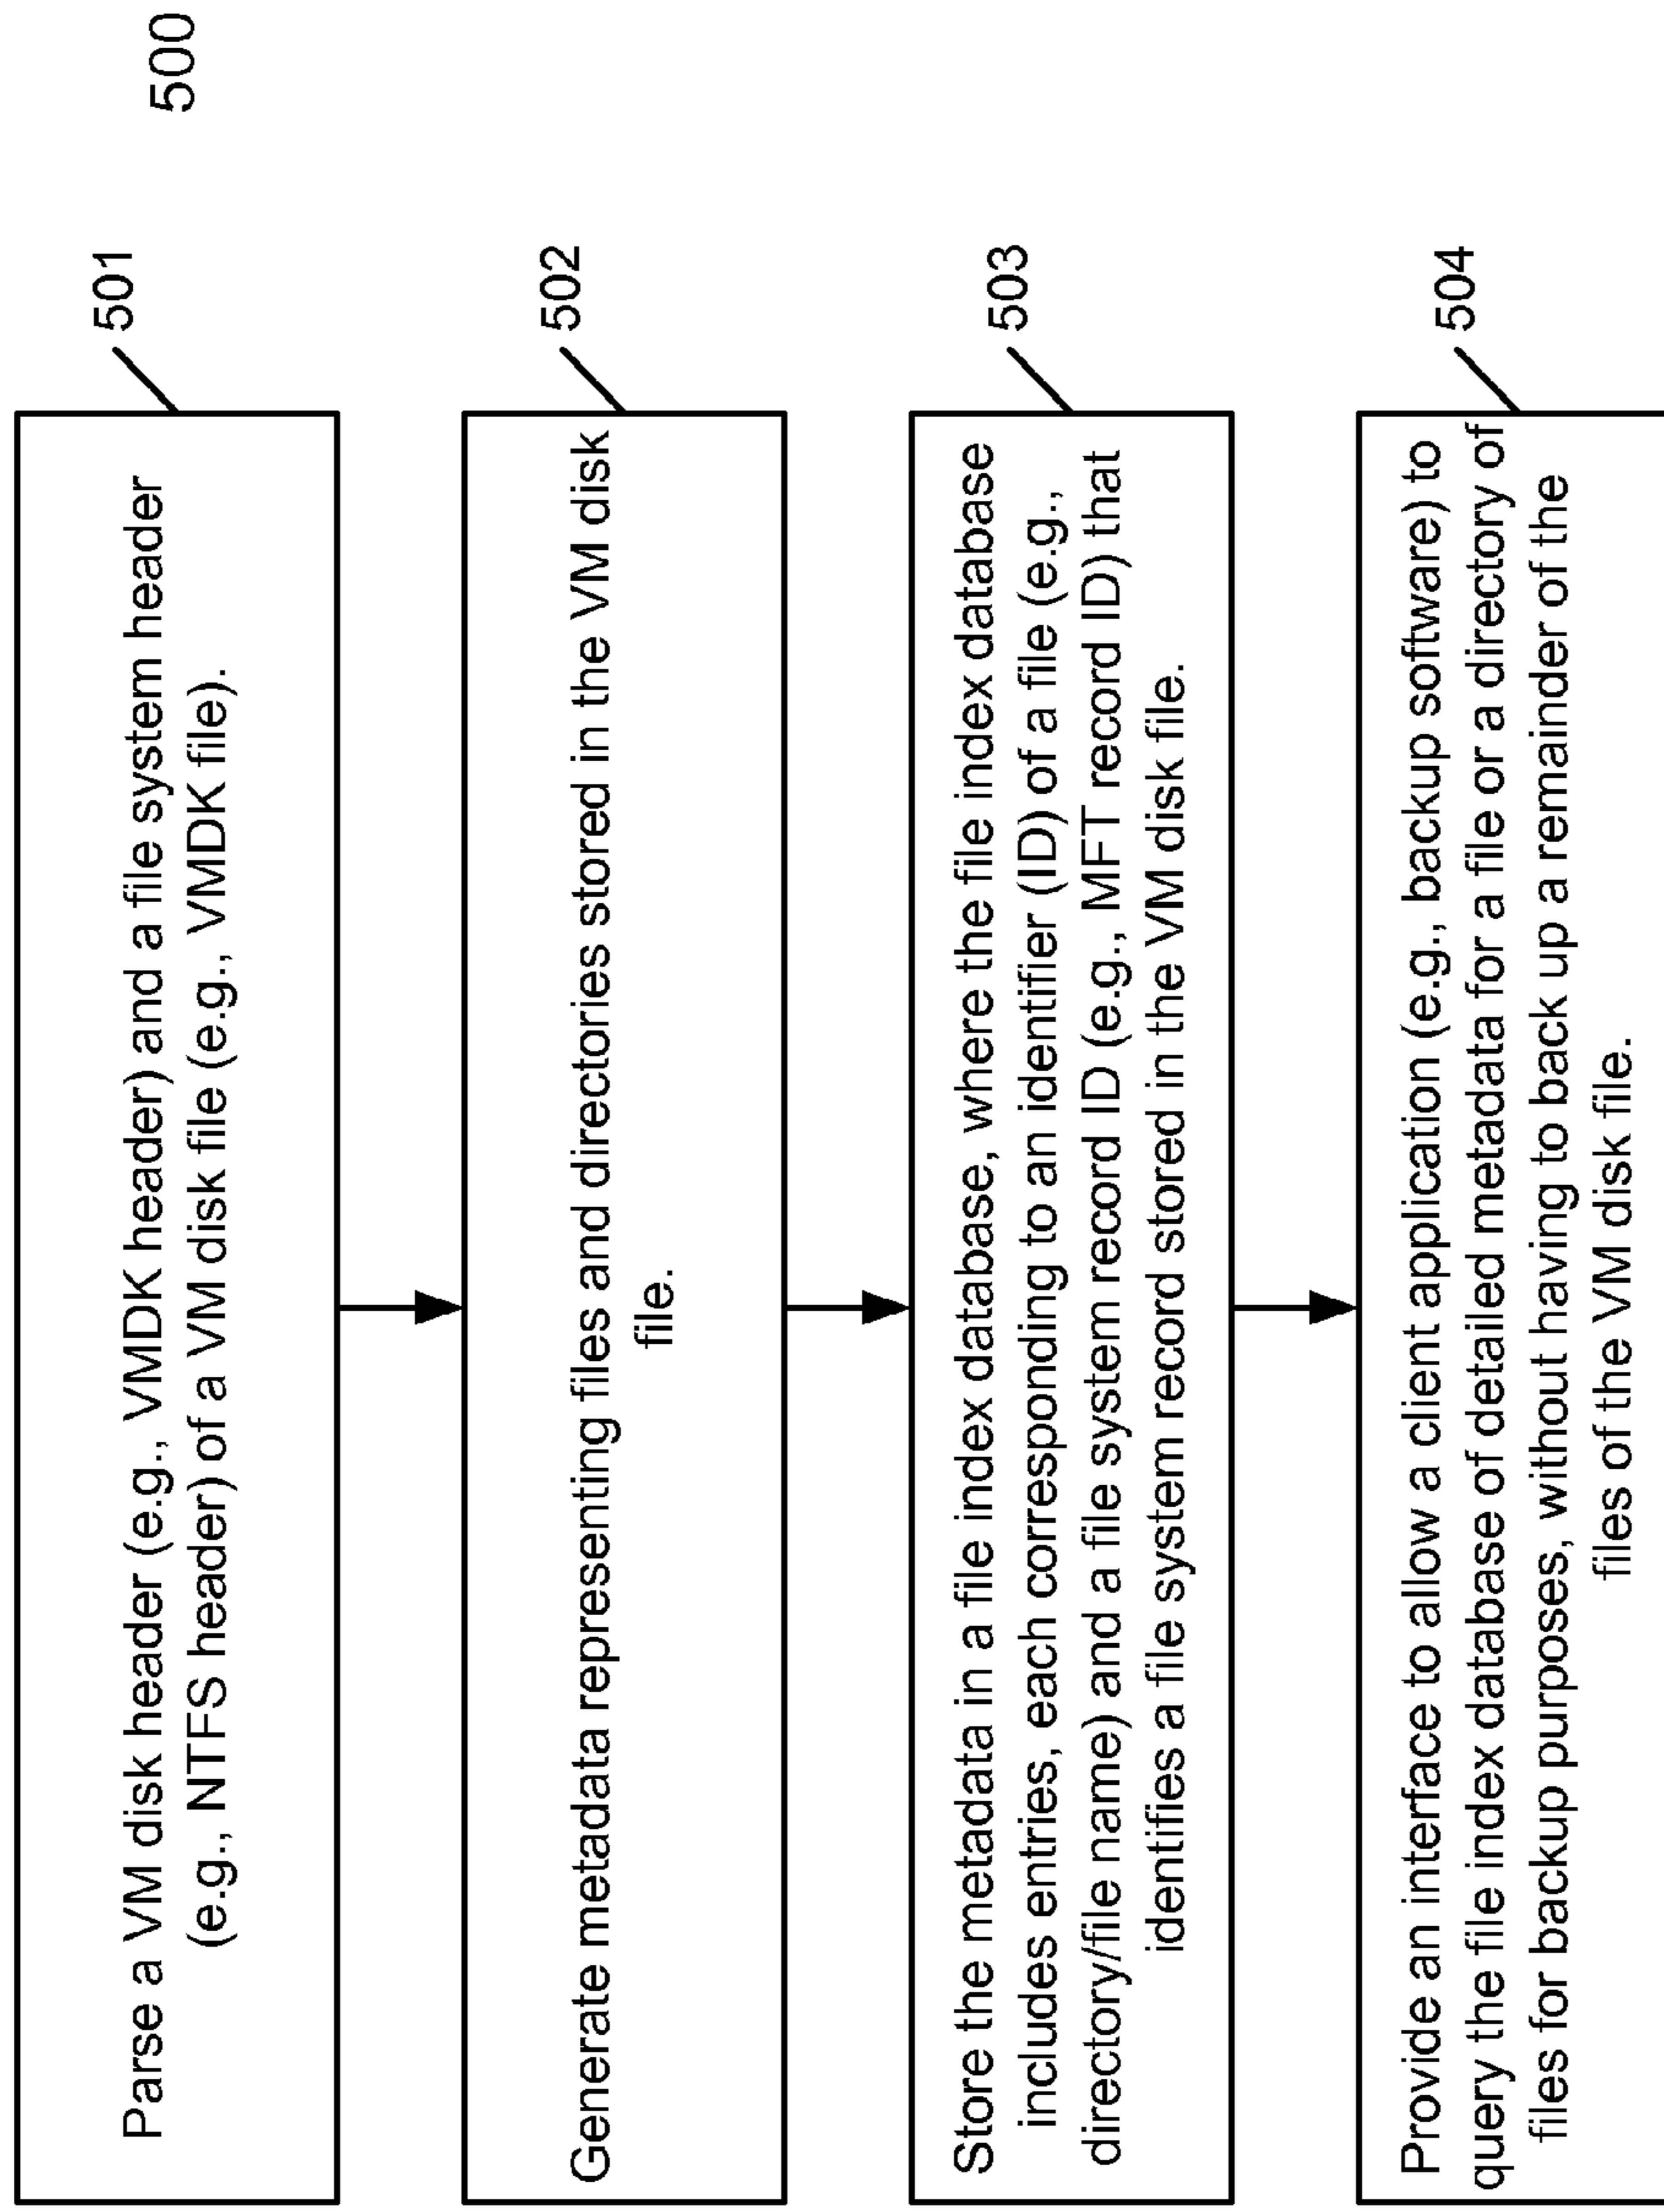 500
501
Parse a VM disk header (e.g., VMDK header) and a file system header
(e.g., NTFS header) of a VM disk file (e.g., VMDK file).
502
Generate metadata representing files and directories stored in the VM disk
file.
503
Store the metadata in a file index database, where the file index database
includes entries, each corresponding to an identifier (ID) of a file (e.g.,
directory/file name) and a file system record ID (e.g., MFT record ID) that
identifies a file system record stored in the VM disk file.
504
Provide an interface to allow a client application (e.g., backup software) to
query the file index database of detailed metadata for a file or a directory of
files for backup purposes, without having to back up a remainder of the
files of the VM disk file.